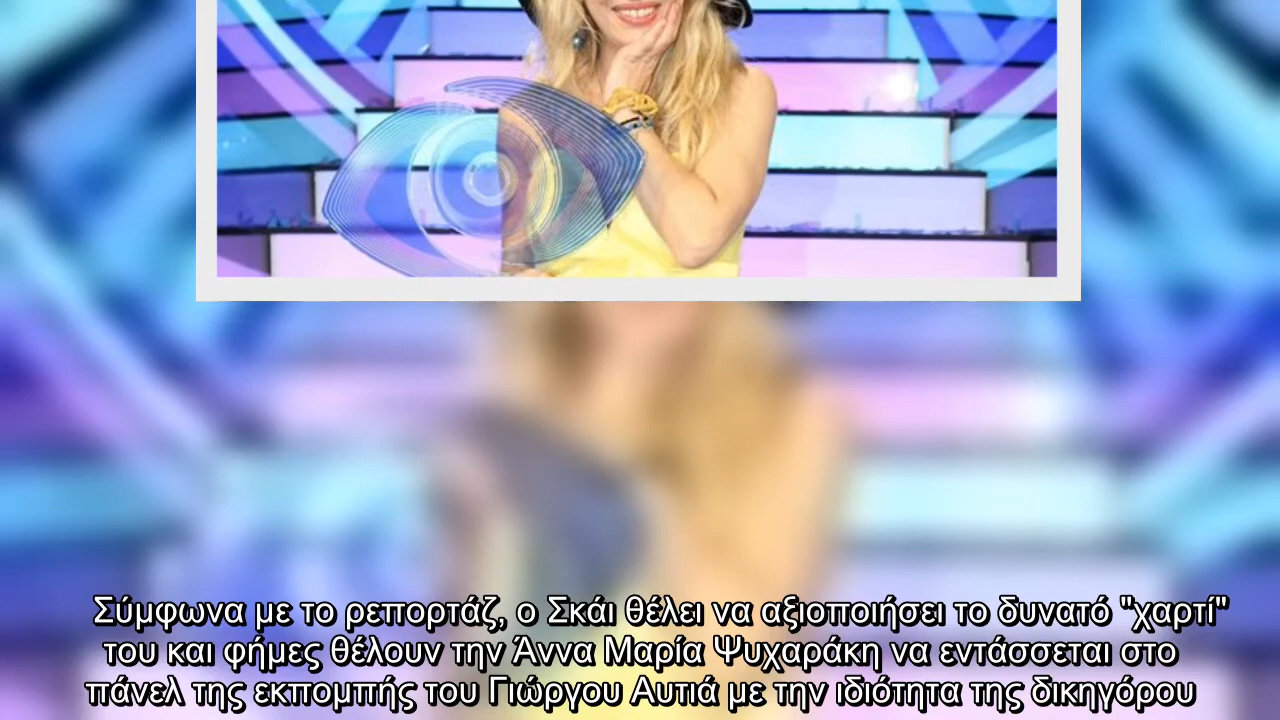 Σύμφωνα με το ρεπορτάζ, ο Σκάι θέλει να αξιοποιήσει το δυνατό "χαρτί"
του και φήμες θέλουν την Άννα Μαρία Ψυχαράκη να εντάσσεται στο
πάνελ της εκπομπής του Γιώργου Αυτιά με την ιδιότητα της δικηγόρου